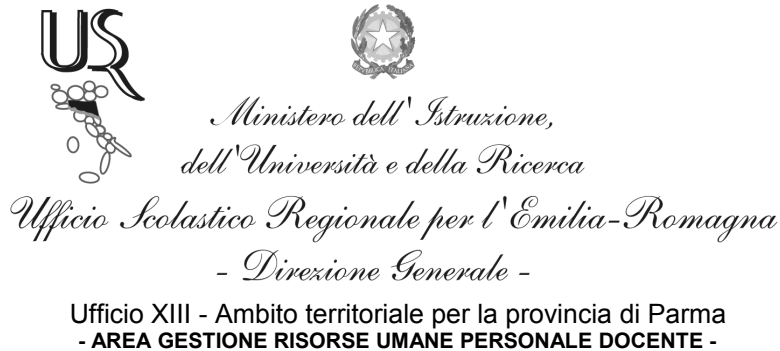 USR
Ministero dell'Istruzione,
dell'Università e della Ricerca
Ufficio Scolastico Regionale per l'Emilia-Romagna
- Direzione Generale -
Ufficio XIII - Ambito territoriale per la provincia di Parma
- AREA GESTIONE RISORSE UMANE PERSONALE DOCENTE -